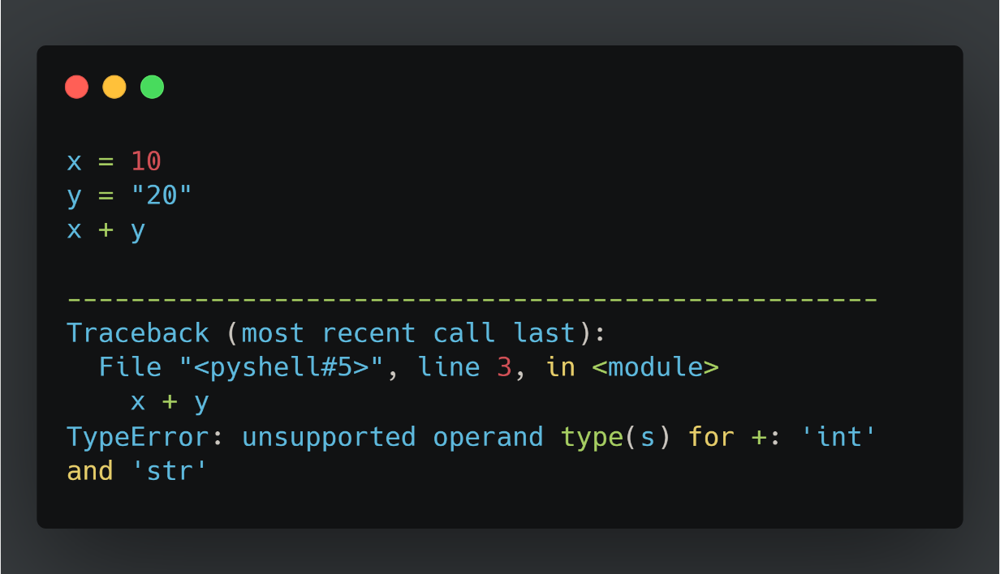 x = 10
y = "20"
x + y
---------------------------------------------------
Traceback (most recent call last):
  File "<pyshell#5>", line 3, in <module>
    x + y
TypeError: unsupported operand type(s) for +: 'int'
and 'str'